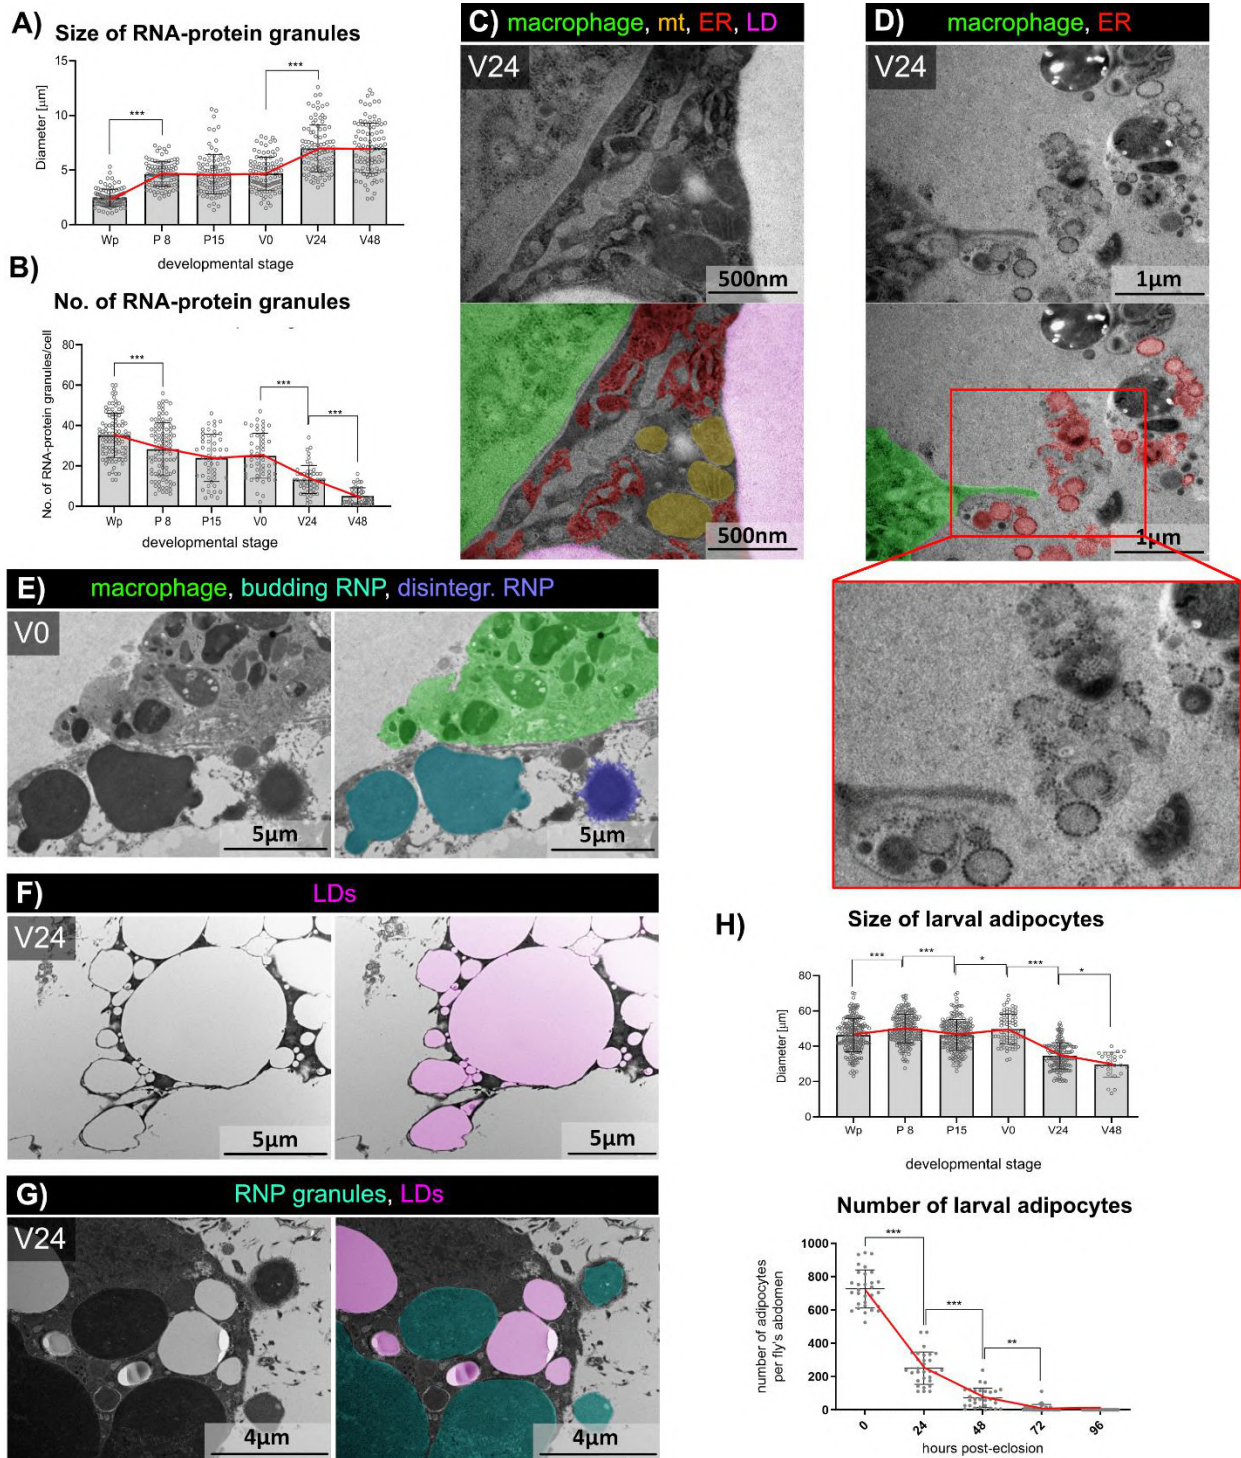 A)
Size of RNA-protein granules
Diameter [µm]
15
10
5
0
***
***
Wp P 8 P15 V0 V24 V48
developmental stage
B)
No. of RNA-protein granules
No. of RNA-protein granules/cell
80
60
40
20
0
***
***
***
Wp P 8 P15 V0 V24 V48
developmental stage
C) macrophage, mt, ER, LD
V24
500nm
500nm
D) macrophage, ER
V24
1µm
1µm
E) macrophage, budding RNP, disintegr. RNP
V0
5µm
5µm
F) LDs
V24
5µm
5µm
G) RNP granules, LDs
V24
4µm
4µm
H)
Size of larval adipocytes
Diameter [µm]
80
60
40
20
0
***
***
*
***
*
Wp P 8 P15 V0 V24 V48
developmental stage
Number of larval adipocytes
number of adipocytes
per fly's abdomen
1000
800
600
400
200
0
***
***
**
0 24 48 72 96
hours post-eclosion